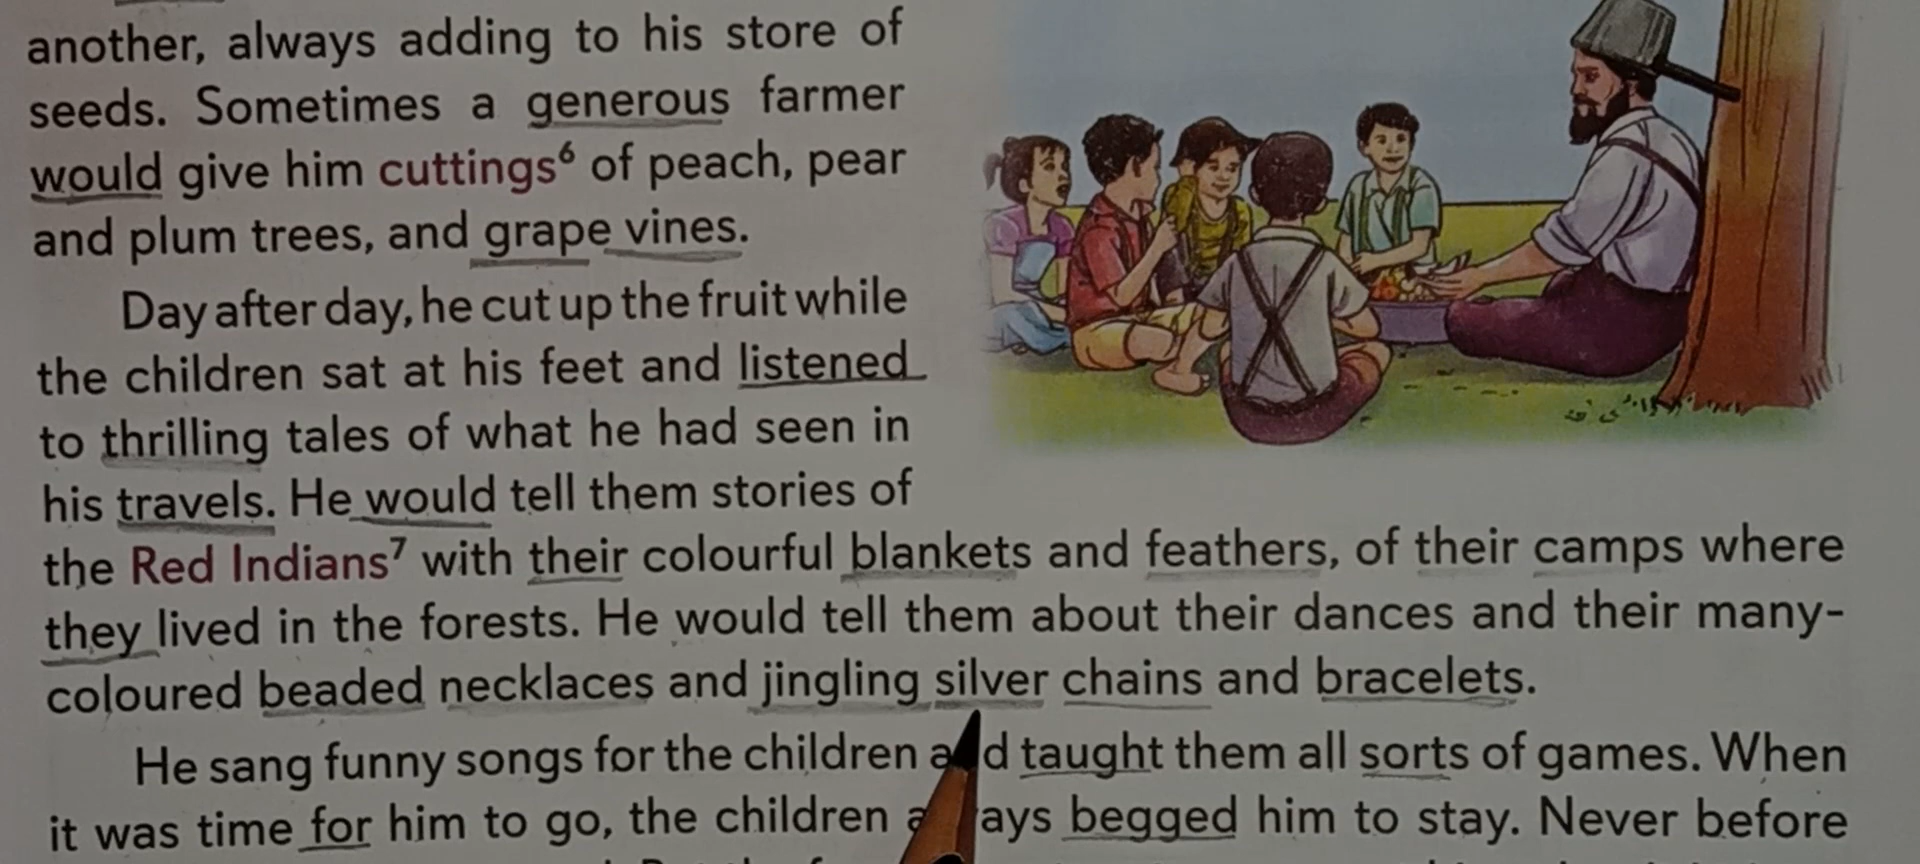 another, always adding to his store of
seeds. Sometimes a generous farmer
would give him cuttings⁶ of peach, pear
and plum trees, and grape vines.
Day after day, he cut up the fruit while
the children sat at his feet and listened
to thrilling tales of what he had seen in
his travels. He would tell them stories of
the Red Indians⁷ with their colourful blankets and feathers, of their camps where
they lived in the forests. He would tell them about their dances and their many-
coloured beaded necklaces and jingling silver chains and bracelets.
He sang funny songs for the children and taught them all sorts of games. When
it was time for him to go, the children always begged him to stay. Never before